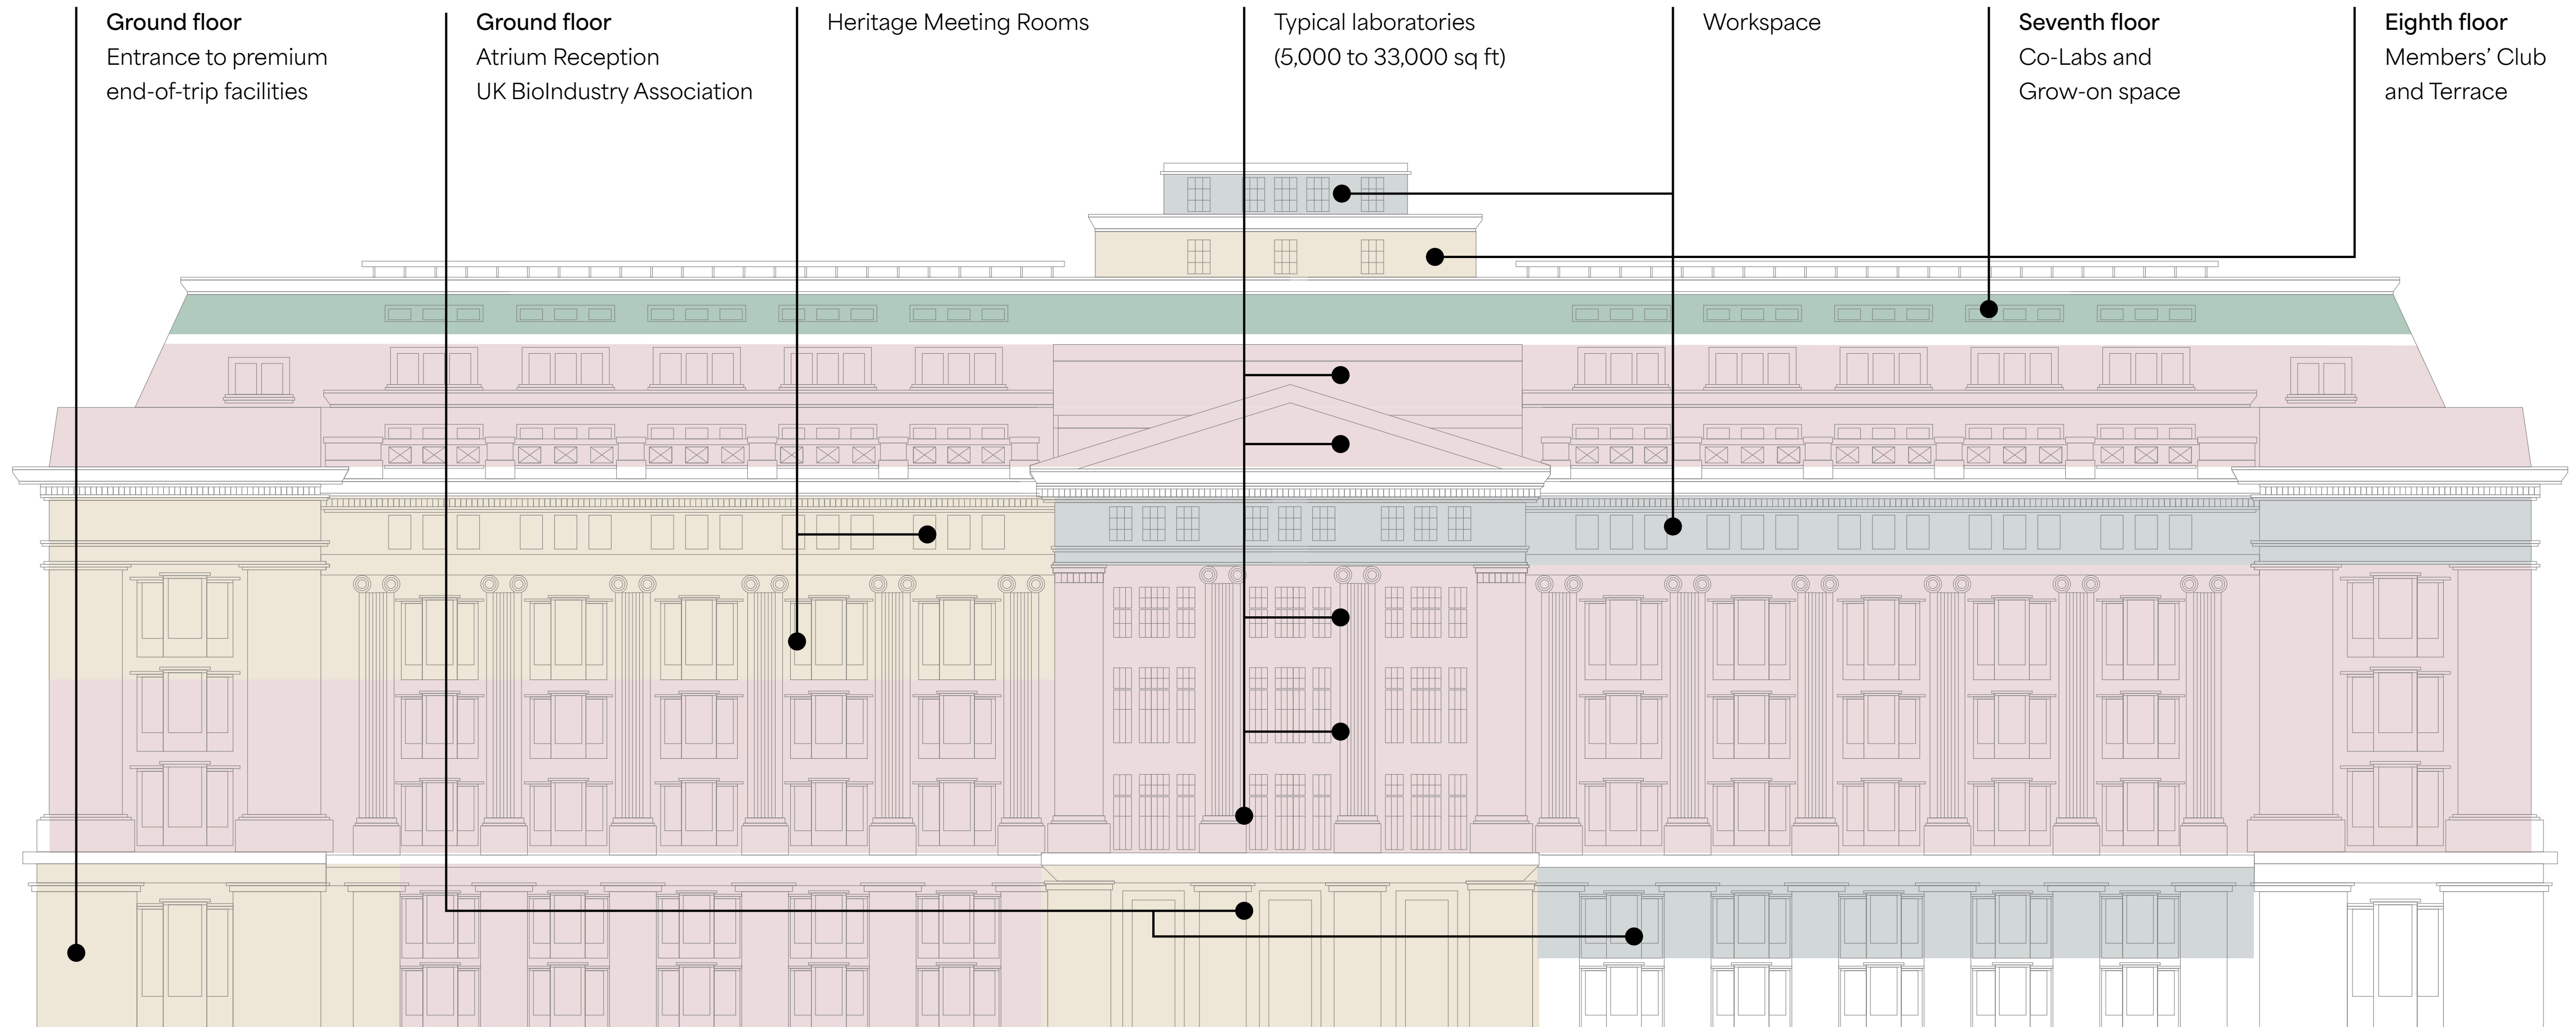 Ground floor
Entrance to premium
end-of-trip facilities
Ground floor
Atrium Reception
UK BioIndustry Association
Heritage Meeting Rooms
Typical laboratories
(5,000 to 33,000 sq ft)
Workspace
Seventh floor
Co-Labs and
Grow-on space
Eighth floor
Members’ Club
and Terrace